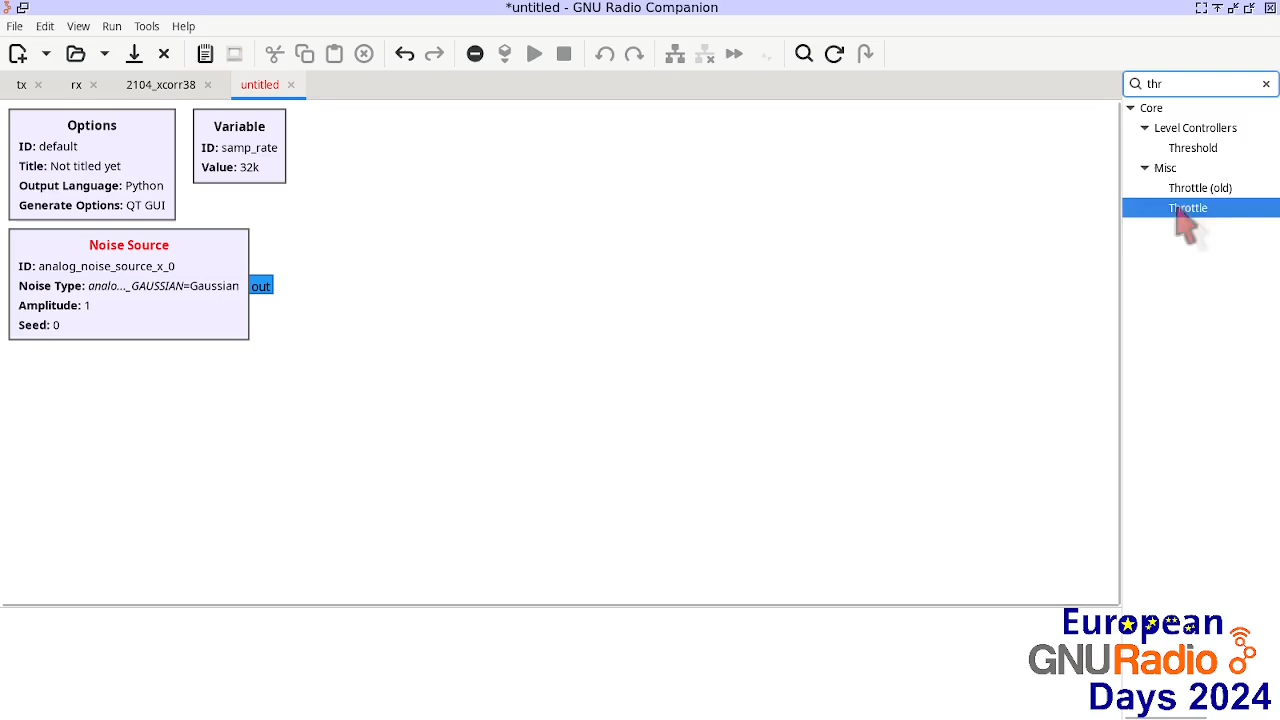 *untitled - GNU Radio Companion
File Edit View Run Tools Help
tx rx 2104_xcorr38 untitled
thr
Core
Level Controllers
Threshold
Misc
Throttle (old)
Throttle
Options
ID: default
Title: Not titled yet
Output Language: Python
Generate Options: QT GUI
Variable
ID: samp_rate
Value: 32k
Noise Source
ID: analog_noise_source_x_0
Noise Type: analo..._GAUSSIAN=Gaussian
Amplitude: 1
Seed: 0
out
European
GNURadio
Days 2024